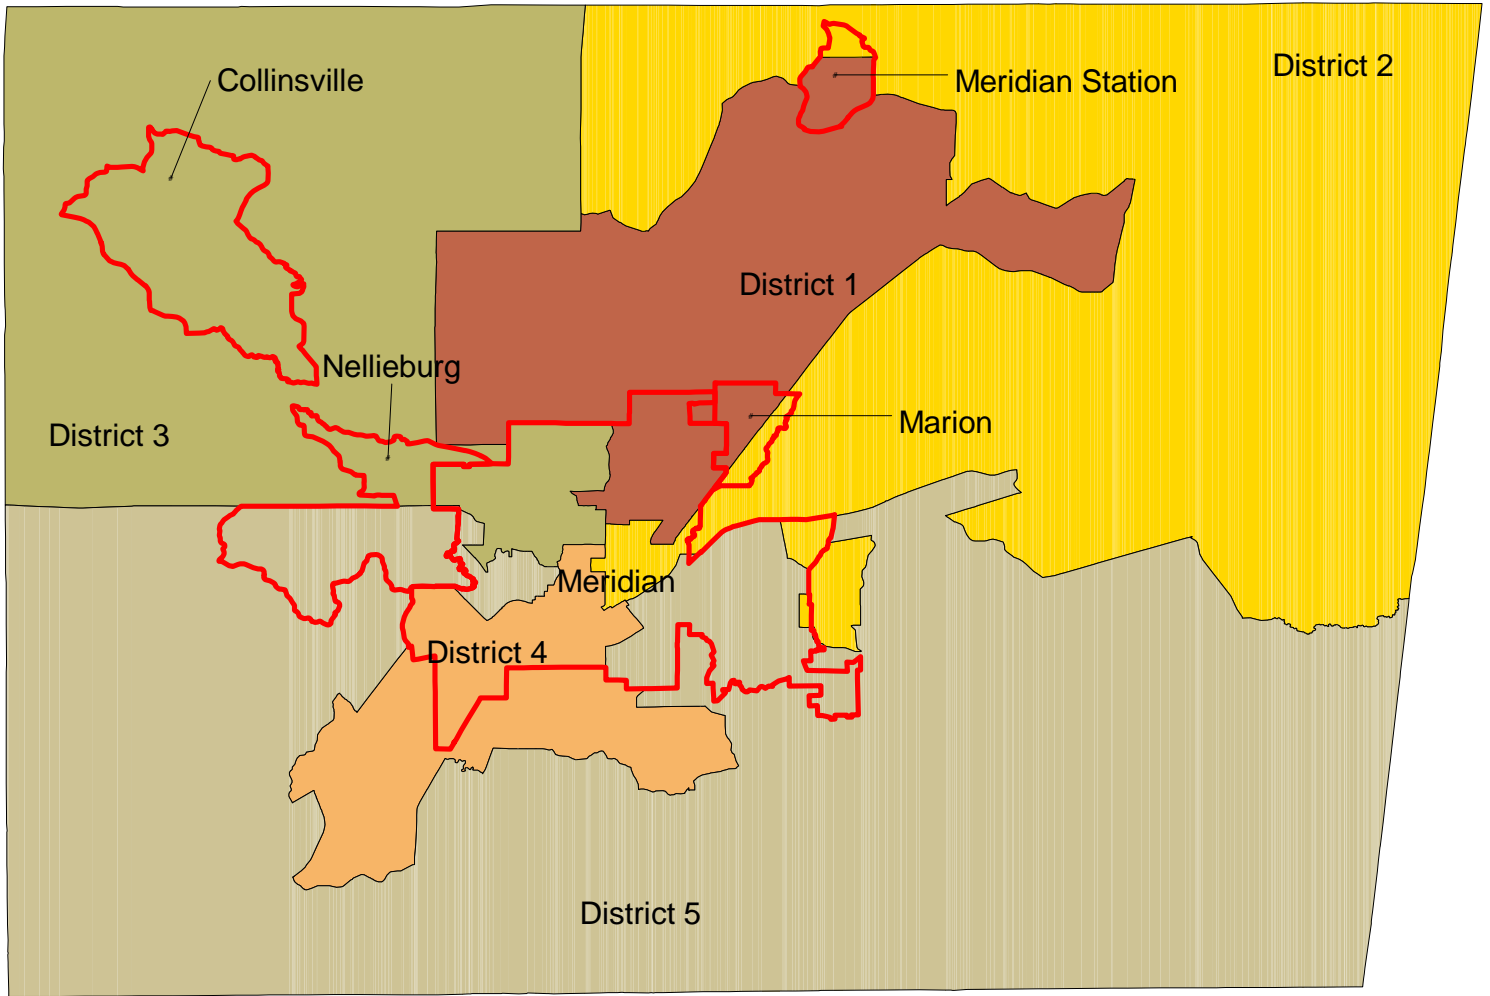 District 2
Collinsville
Meridian Station
District 1
Nellieburg
Marion
District 3
Meridian
District 4
District 5